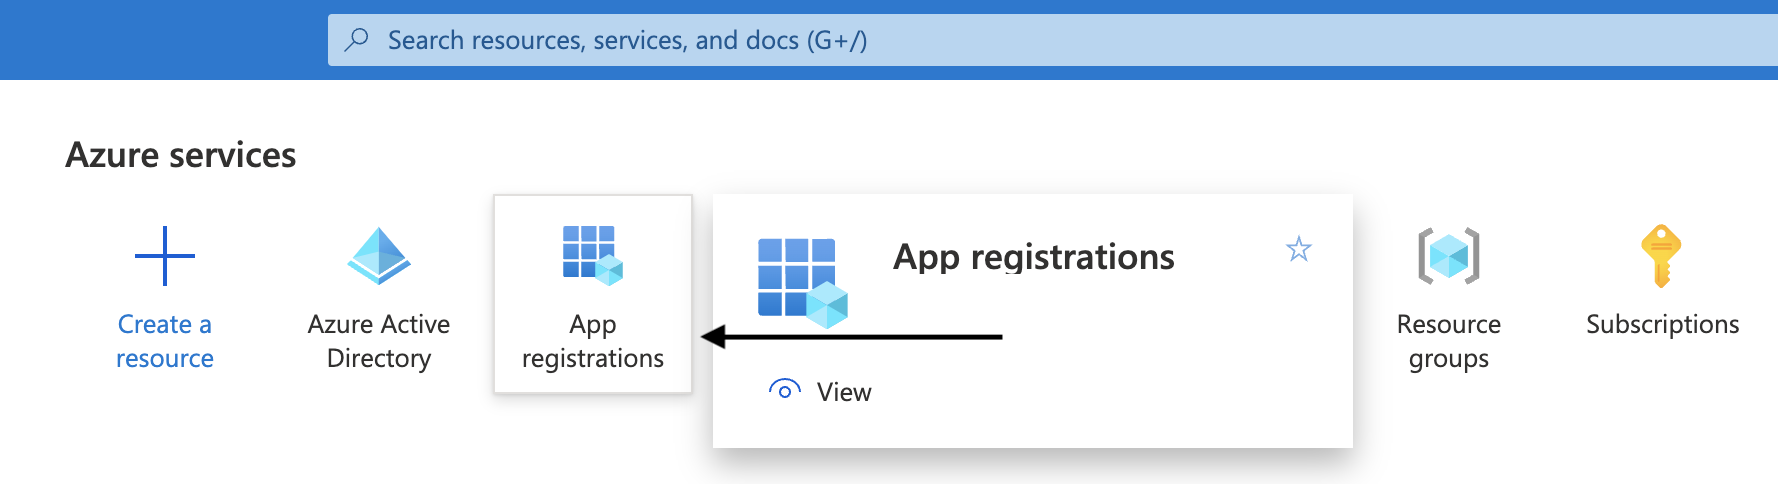 Search resources, services, and docs (G+/)
Azure services
Create a
resource
Azure Active
Directory
App
registrations
App registrations
View
Resource
groups
Subscriptions